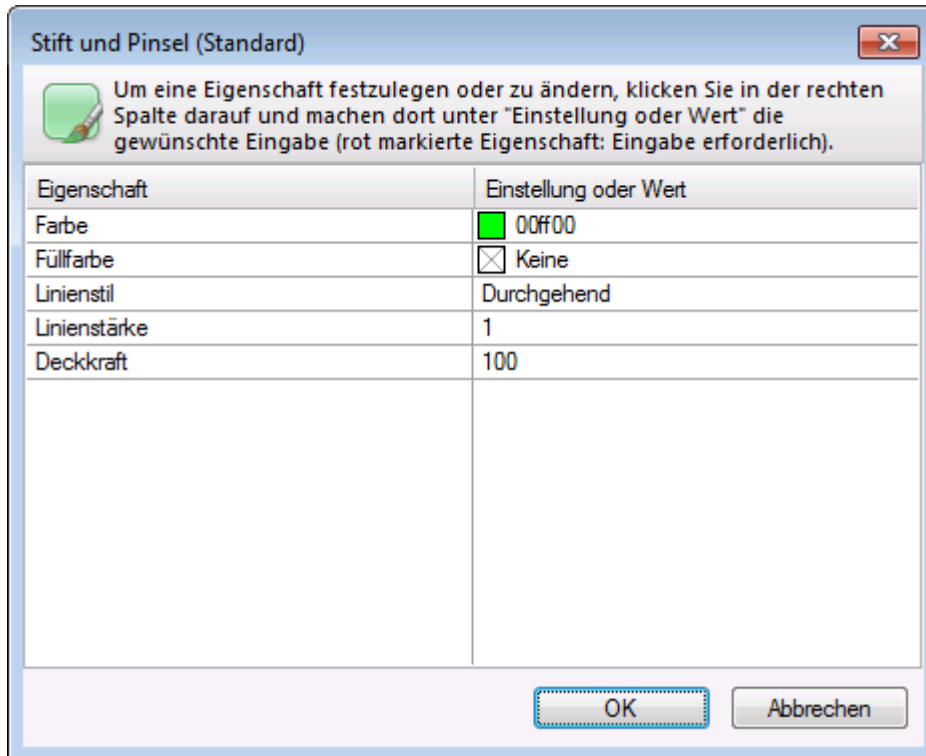 Stift und Pinsel (Standard)
Um eine Eigenschaft festzulegen oder zu ändern, klicken Sie in der rechten
Spalte darauf und machen dort unter "Einstellung oder Wert" die
gewünschte Eingabe (rot markierte Eigenschaft: Eingabe erforderlich).
Eigenschaft Einstellung oder Wert
Farbe 00ff00
Füllfarbe Keine
Linienstil Durchgehend
Linienstärke 1
Deckkraft 100
OK Abbrechen